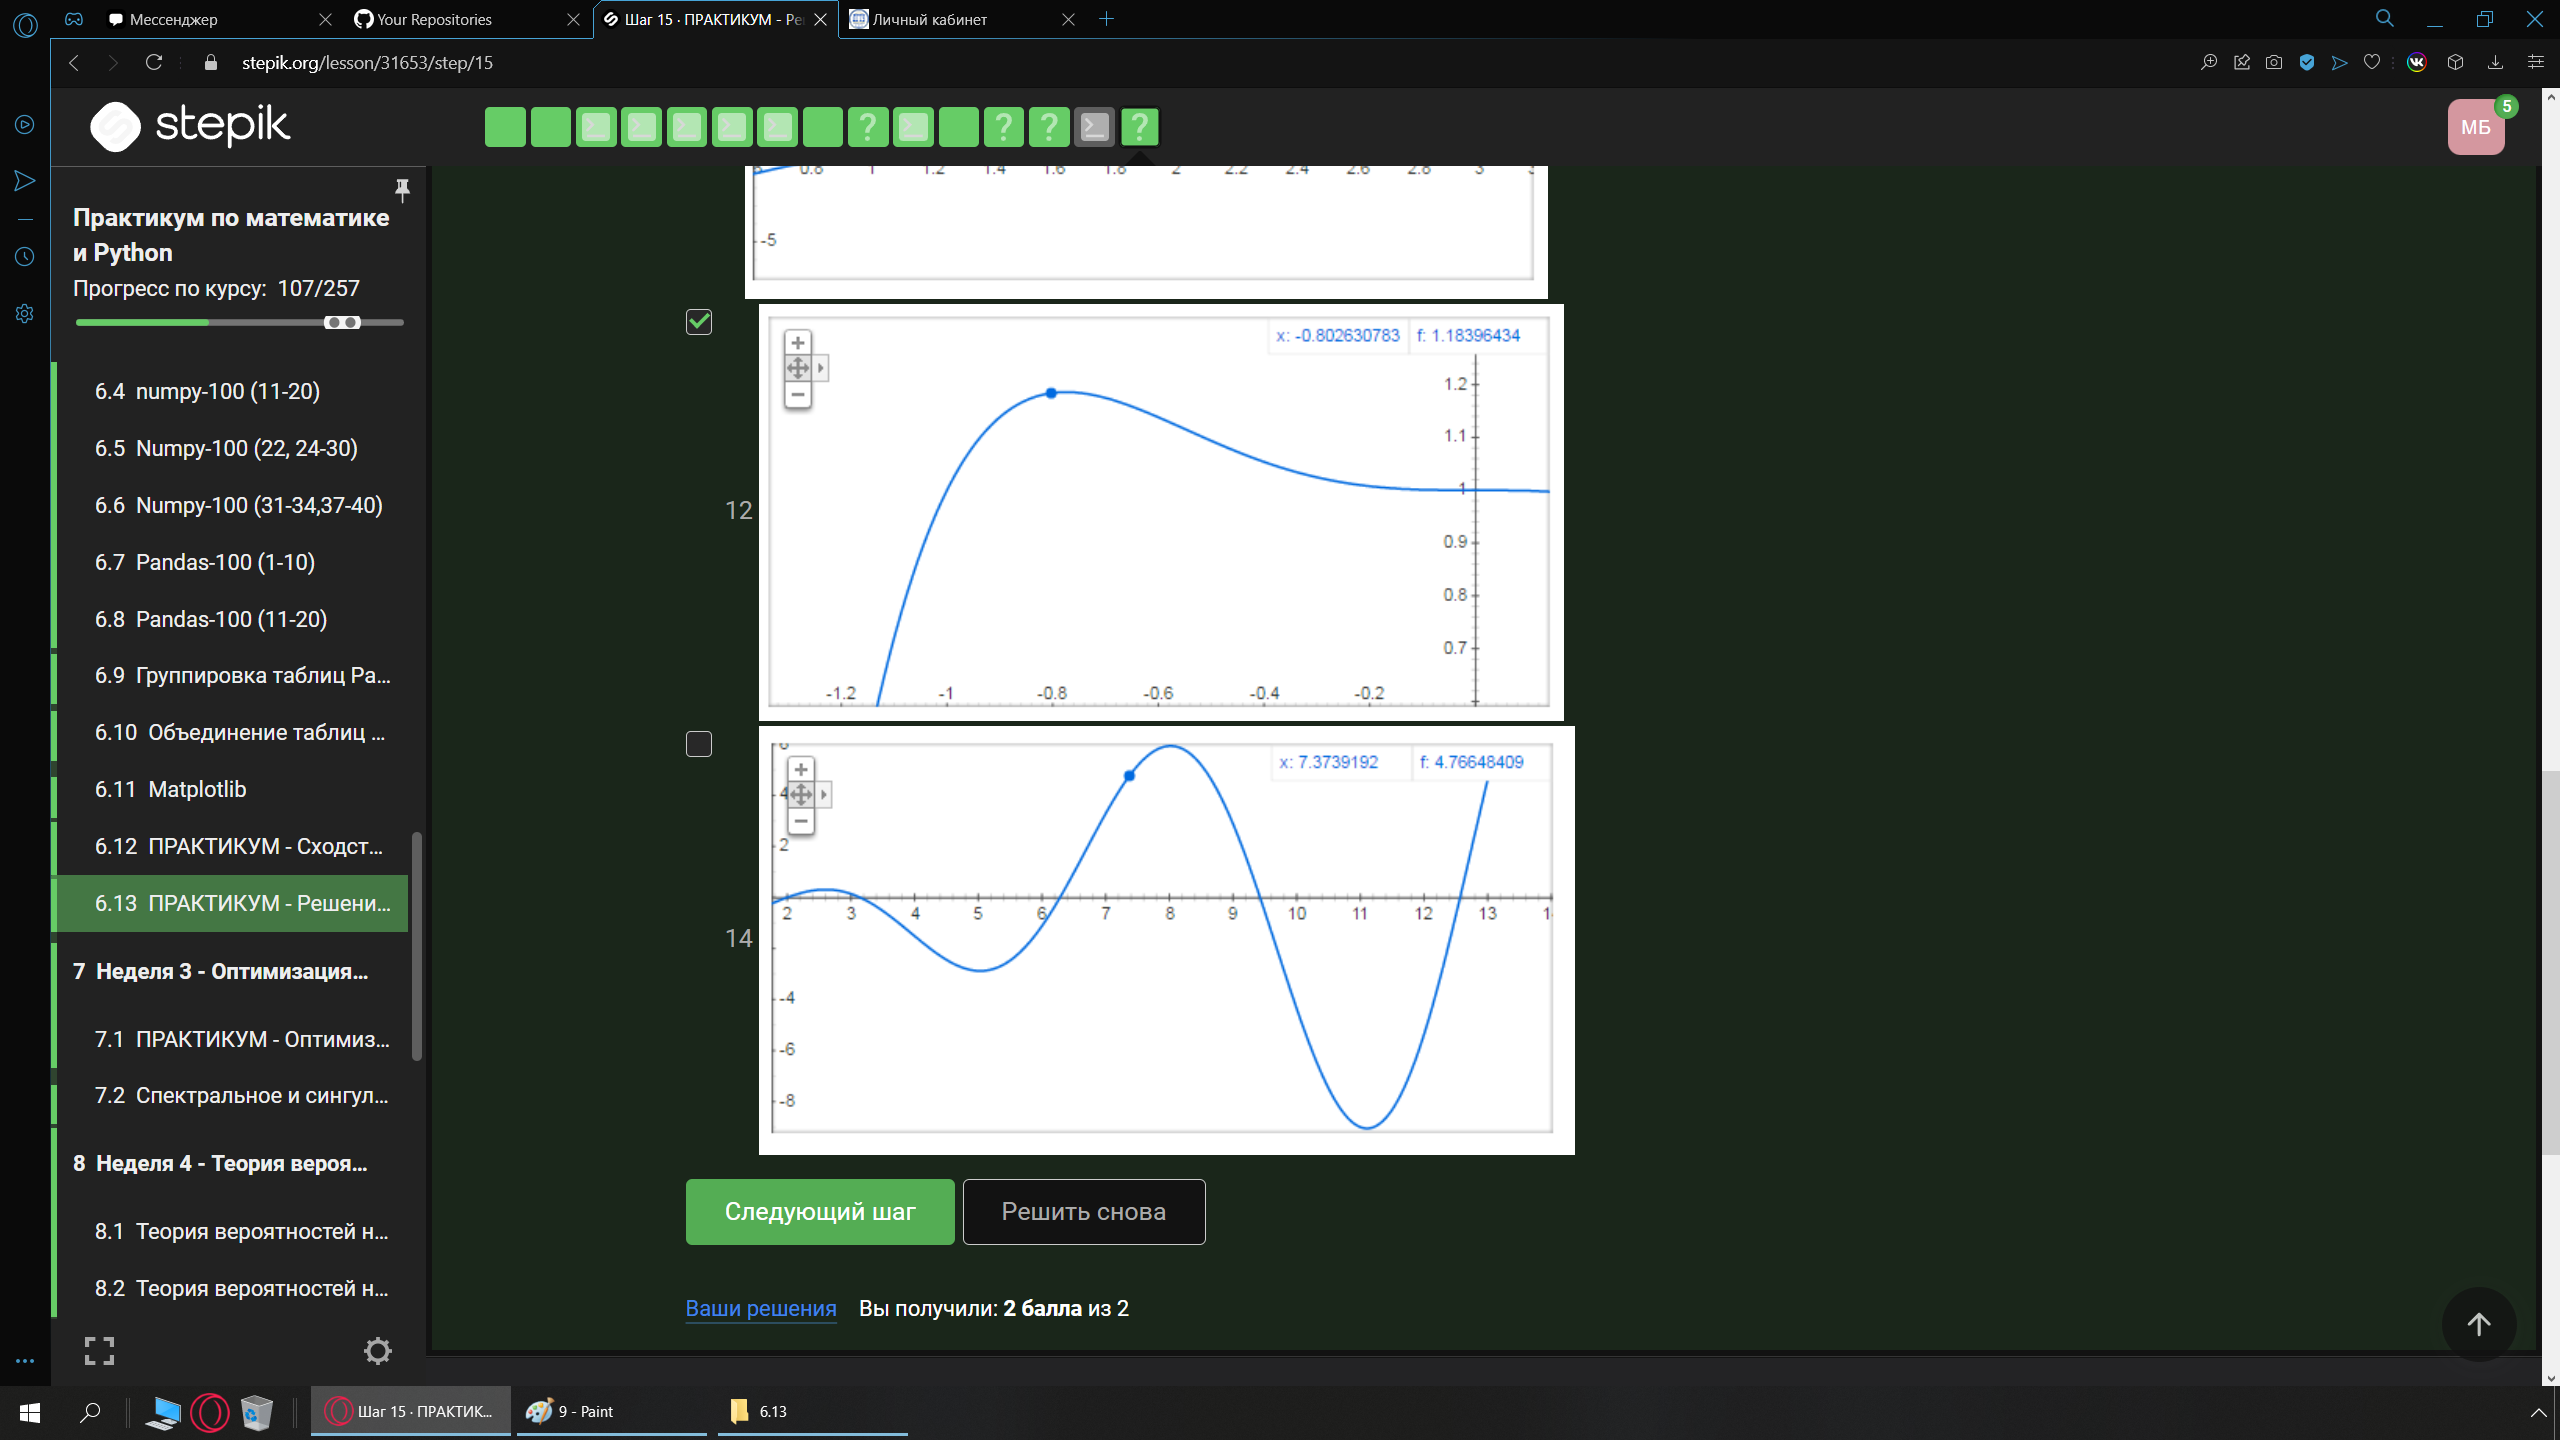 Мессенджер
Your Repositories
Шаг 15 · ПРАКТИКУМ - Ре
Личный кабинет
stepik.org/lesson/31653/step/15
stepik
МБ
5
Практикум по математике
и Python
Прогресс по курсу: 107/257
6.4 numpy-100 (11-20)
6.5 Numpy-100 (22, 24-30)
6.6 Numpy-100 (31-34,37-40)
6.7 Pandas-100 (1-10)
6.8 Pandas-100 (11-20)
6.9 Группировка таблиц Pa...
6.10 Объединение таблиц ...
6.11 Matplotlib
6.12 ПРАКТИКУМ - Сходст...
6.13 ПРАКТИКУМ - Решени...
7 Неделя 3 - Оптимизация...
7.1 ПРАКТИКУМ - Оптимиз...
7.2 Спектральное и сингул...
8 Неделя 4 - Теория вероя...
8.1 Теория вероятностей н...
8.2 Теория вероятностей н...
0.8 1 1.2 1.4 1.6 1.8 2 2.2 2.4 2.6 2.8 3
-5
12
x: -0.802630783 f: 1.18396434
1.2
1.1
1
0.9
0.8
0.7
-1.2 -1 -0.8 -0.6 -0.4 -0.2
14
x: 7.3739192 f: 4.76648409
6
4
2
2 3 4 5 6 7 8 9 10 11 12 13
-4
-6
-8
Следующий шаг
Решить снова
Ваши решения Вы получили: 2 балла из 2
Шаг 15 · ПРАКТИК...
9 - Paint
6.13